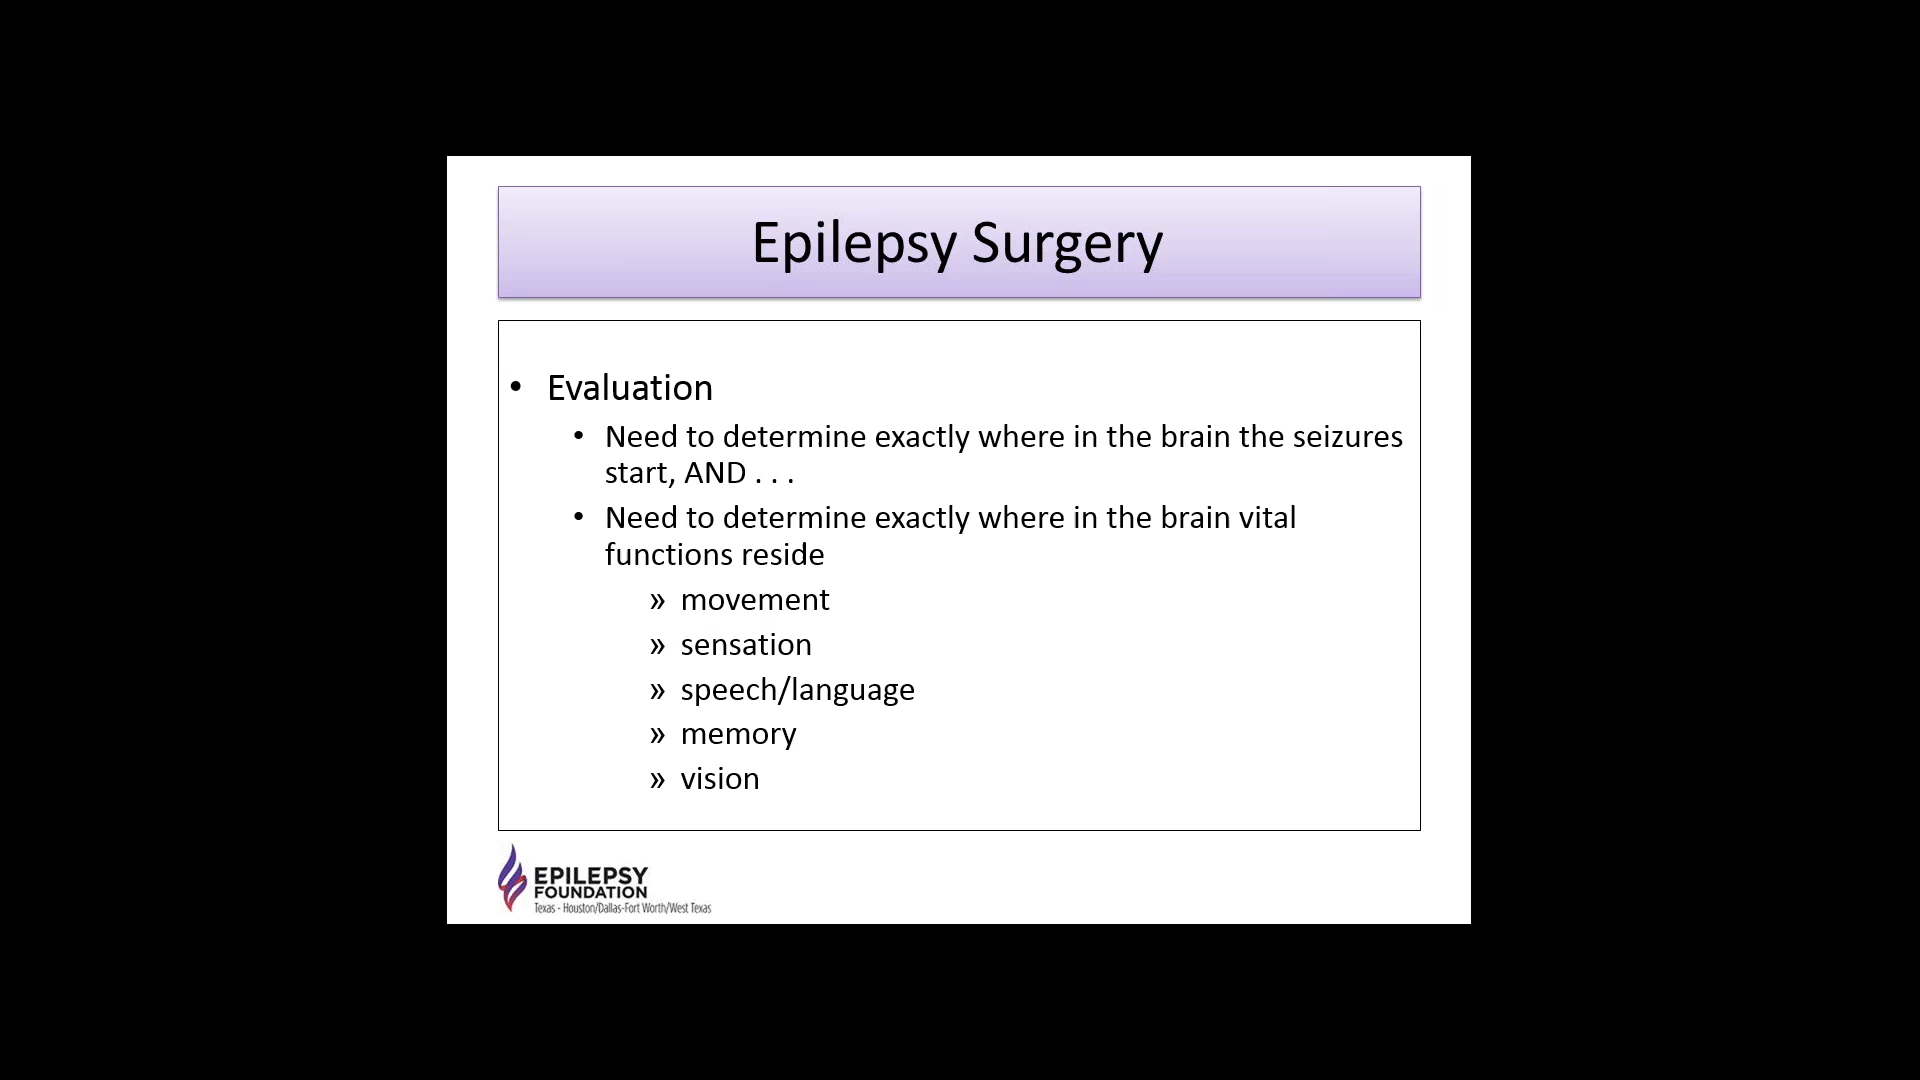 Epilepsy Surgery
• Evaluation
• Need to determine exactly where in the brain the seizures
start, AND . . .
• Need to determine exactly where in the brain vital
functions reside
» movement
» sensation
» speech/language
» memory
» vision
EPILEPSY
FOUNDATION
Texas - Houston/Dallas-Fort Worth/West Texas